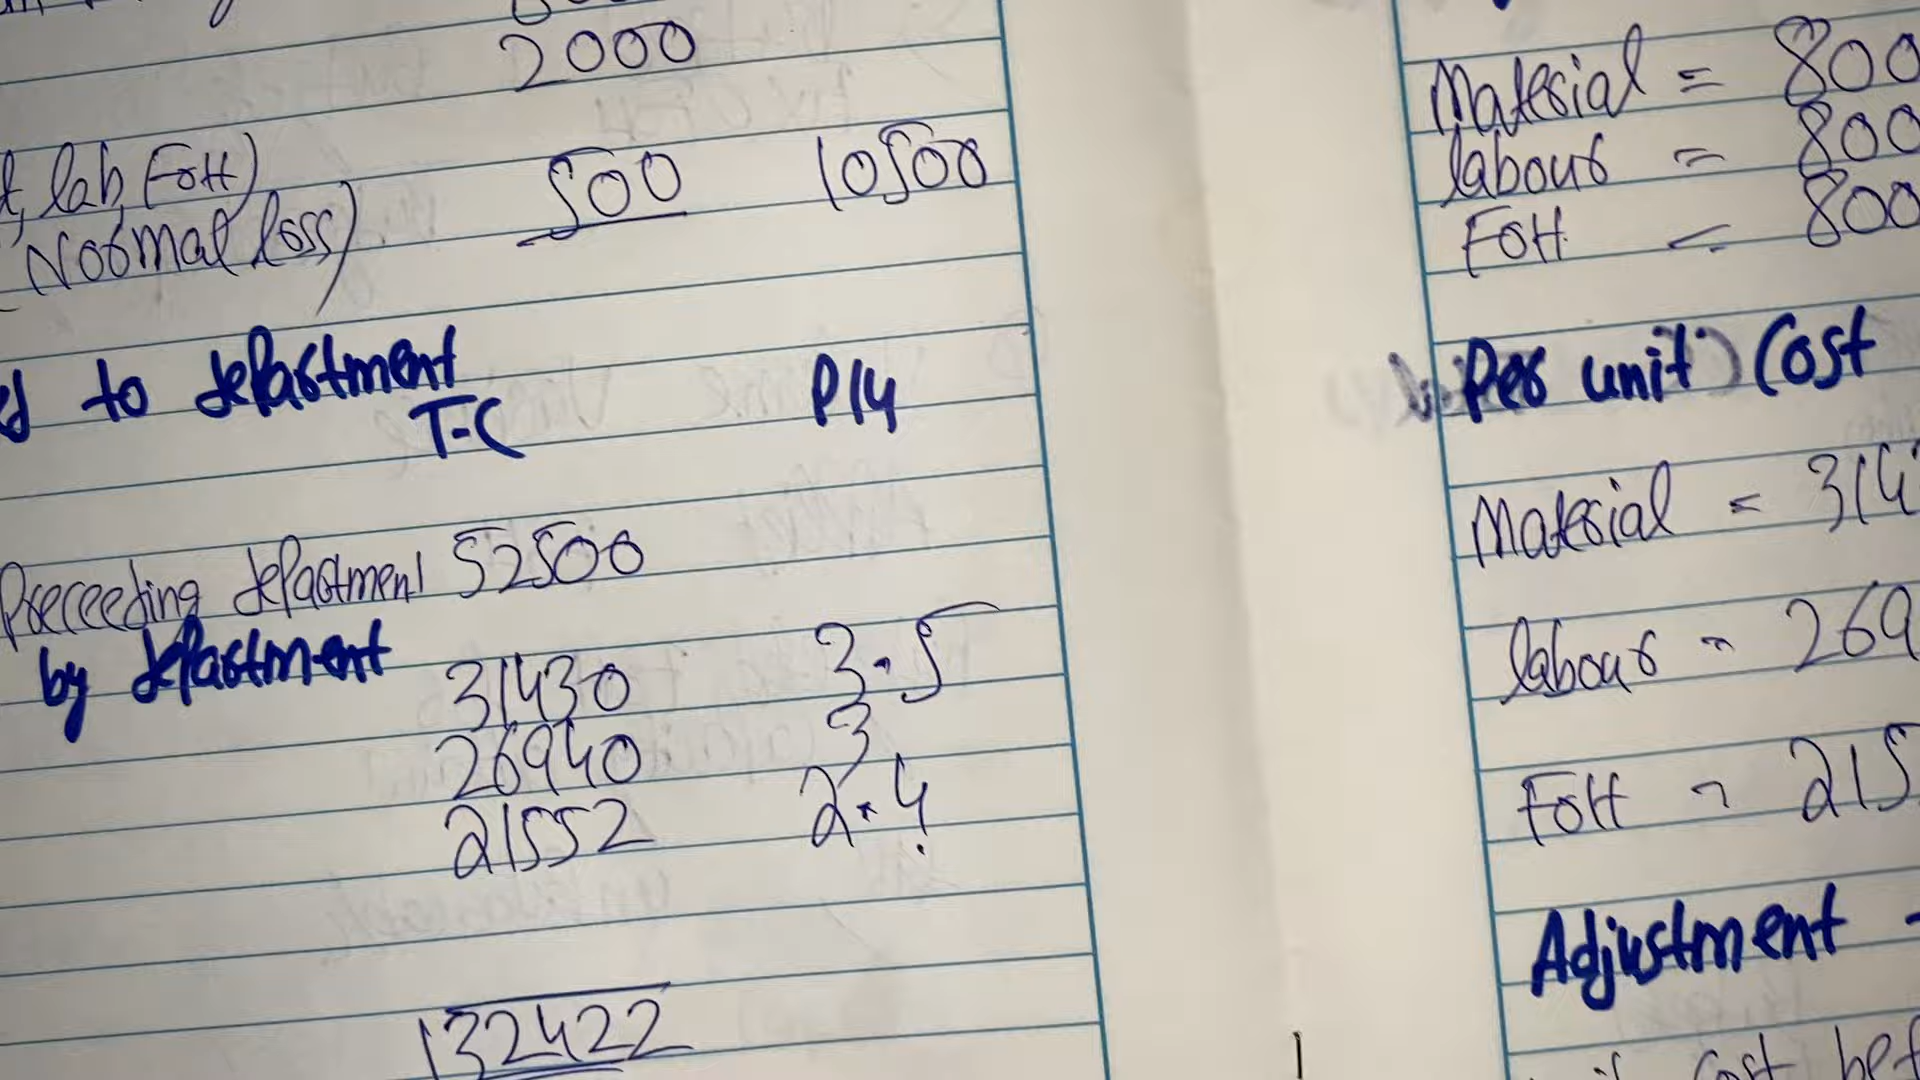 2000
lab, FoH)
500 10500
Normal loss)
to department
T-C P/U
Preceeding department 52500
by department
31430 3.5
26940 3
21552 2.4
132422
Material = 800
labour = 800
FOH = 800
Per unit Cost
Material = 314
labour = 269
FOH = 215
Adjustment -
Cost bef